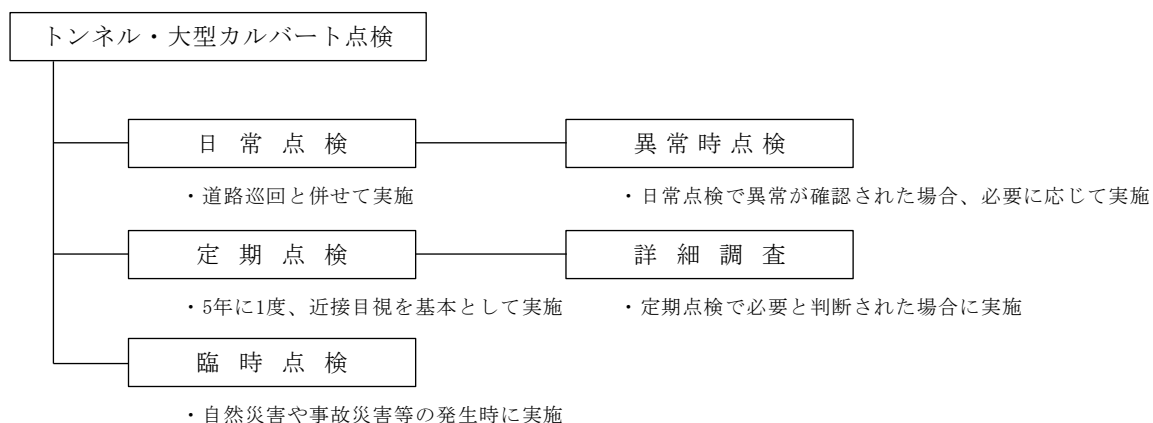 トンネル・大型カルバート点検
日常点検
異常時点検
・道路巡回と併せて実施
・日常点検で異常が確認された場合、必要に応じて実施
定期点検
詳細調査
・5年に1度、近接目視を基本として実施
・定期点検で必要と判断された場合に実施
臨時点検
・自然災害や事故災害等の発生時に実施